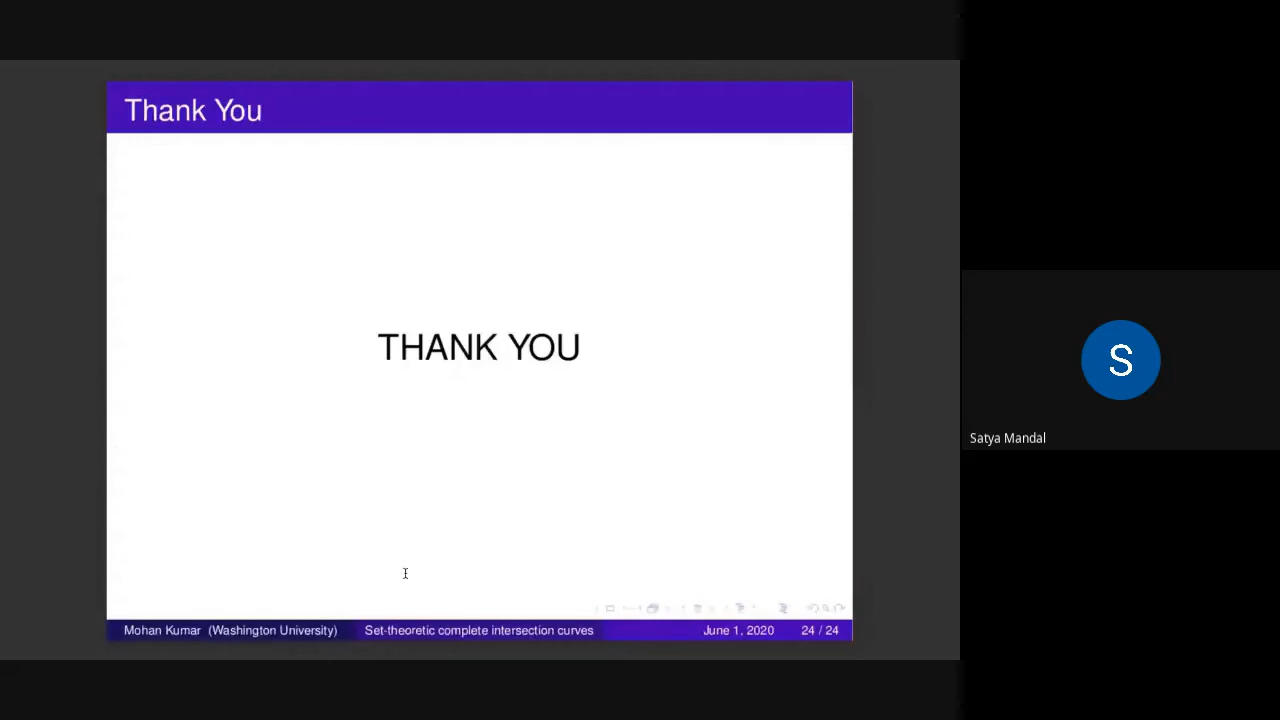 Thank You
THANK YOU
Mohan Kumar (Washington University) Set-theoretic complete intersection curves June 1, 2020 24 / 24
S
Satya Mandal